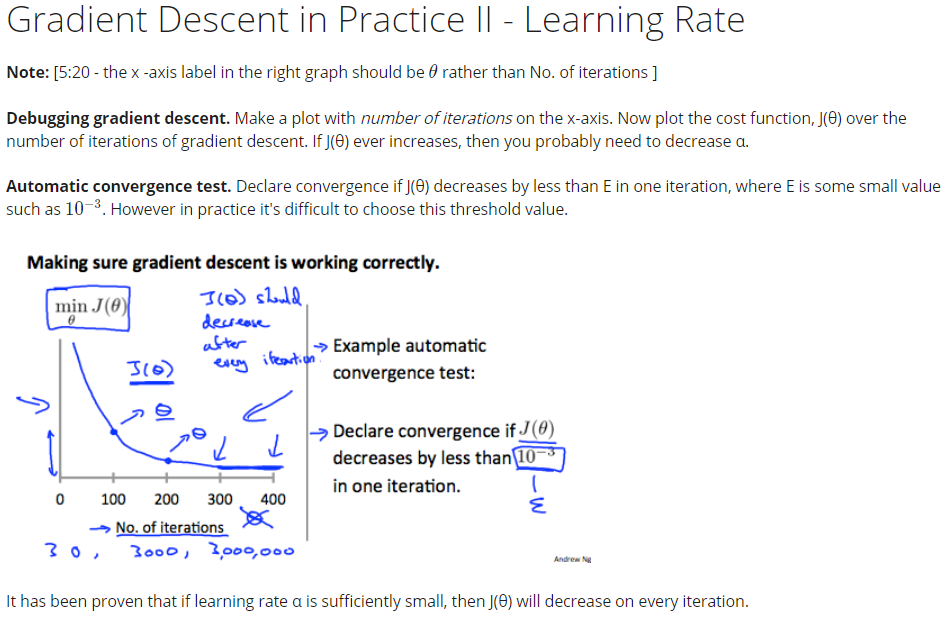 Gradient Descent in Practice II - Learning Rate
Note: [5:20 - the x -axis label in the right graph should be θ rather than No. of iterations ]
Debugging gradient descent. Make a plot with number of iterations on the x-axis. Now plot the cost function, J(θ) over the
number of iterations of gradient descent. If J(θ) ever increases, then you probably need to decrease α.
Automatic convergence test. Declare convergence if J(θ) decreases by less than E in one iteration, where E is some small value
such as 10⁻³. However in practice it's difficult to choose this threshold value.
Making sure gradient descent is working correctly.
min J(θ)
θ
J(θ) should
decrease
after
every iteration.
J(θ)
θ
θ
0 100 200 300 400
→ No. of iterations
30, 3000, 3,000,000
→ Example automatic
convergence test:
→ Declare convergence if J(θ)
decreases by less than 10⁻³
in one iteration.
ε
Andrew Ng
It has been proven that if learning rate α is sufficiently small, then J(θ) will decrease on every iteration.